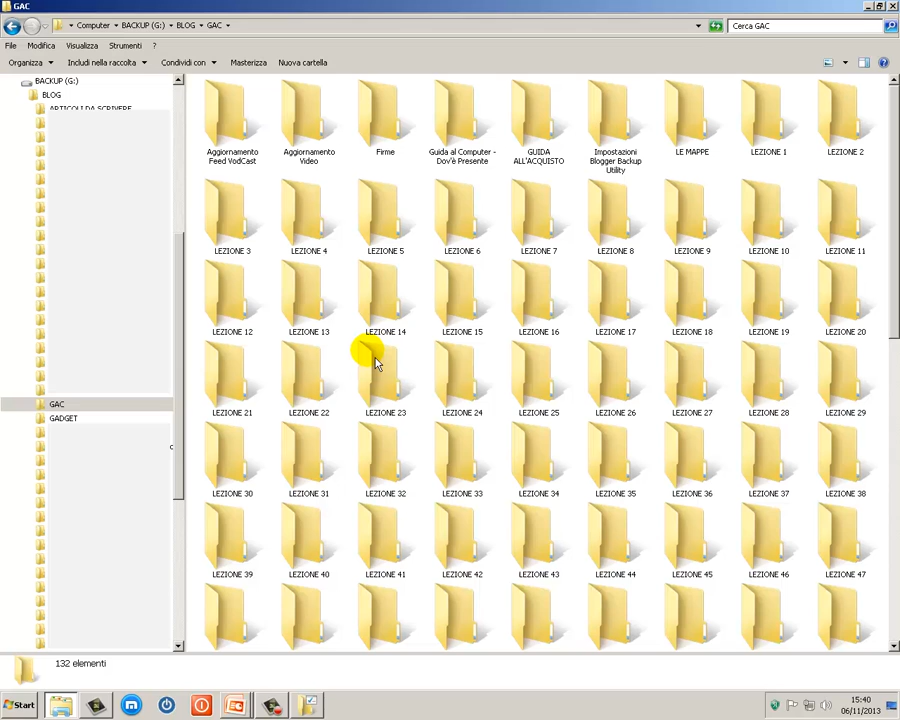 GAC
Computer ▸ BACKUP (G:) ▸ BLOG ▸ GAC
Cerca GAC
File Modifica Visualizza Strumenti ?
Organizza Includi nella raccolta Condividi con Masterizza Nuova cartella
BACKUP (G:)
BLOG
ARTICOLI DA SCRIVERE
GAC
GADGET
Aggiornamento Feed VodCast
Aggiornamento Video
Firme
Guida al Computer - Dov'è Presente
GUIDA ALL'ACQUISTO
Impostazioni Blogger Backup Utility
LE MAPPE
LEZIONE 1
LEZIONE 2
LEZIONE 3
LEZIONE 4
LEZIONE 5
LEZIONE 6
LEZIONE 7
LEZIONE 8
LEZIONE 9
LEZIONE 10
LEZIONE 11
LEZIONE 12
LEZIONE 13
LEZIONE 14
LEZIONE 15
LEZIONE 16
LEZIONE 17
LEZIONE 18
LEZIONE 19
LEZIONE 20
LEZIONE 21
LEZIONE 22
LEZIONE 23
LEZIONE 24
LEZIONE 25
LEZIONE 26
LEZIONE 27
LEZIONE 28
LEZIONE 29
LEZIONE 30
LEZIONE 31
LEZIONE 32
LEZIONE 33
LEZIONE 34
LEZIONE 35
LEZIONE 36
LEZIONE 37
LEZIONE 38
LEZIONE 39
LEZIONE 40
LEZIONE 41
LEZIONE 42
LEZIONE 43
LEZIONE 44
LEZIONE 45
LEZIONE 46
LEZIONE 47
132 elementi
Start
15:40
06/11/2013